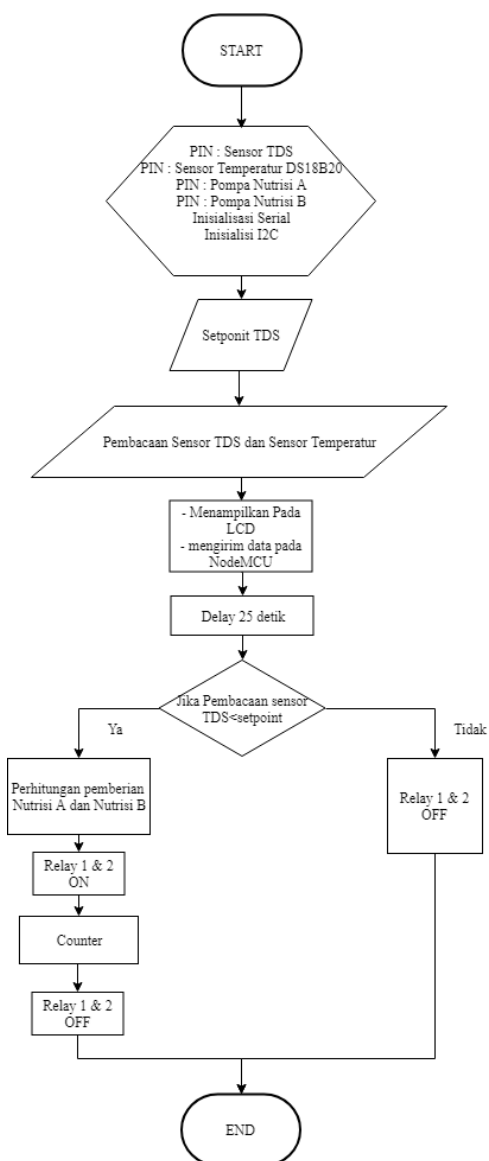 START
PIN : Sensor TDS
PIN : Sensor Temperatur DS18B20
PIN : Pompa Nutrisi A
PIN : Pompa Nutrisi B
Inisialisasi Serial
Inisialisi I2C
Setponit TDS
Pembacaan Sensor TDS dan Sensor Temperatur
- Menampilkan Pada
LCD
- mengirim data pada
NodeMCU
Delay 25 detik
Jika Pembacaan sensor
TDS<setpoint
Ya
Tidak
Perhitungan pemberian
Nutrisi A dan Nutrisi B
Relay 1 & 2
OFF
Relay 1 & 2
ON
Counter
Relay 1 & 2
OFF
END